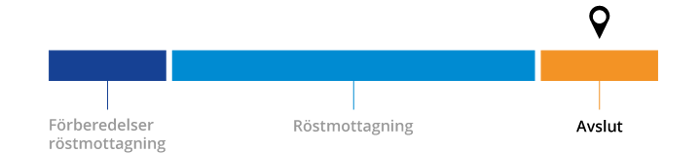 Förberedelser
röstmottagning
Röstmottagning
Avslut